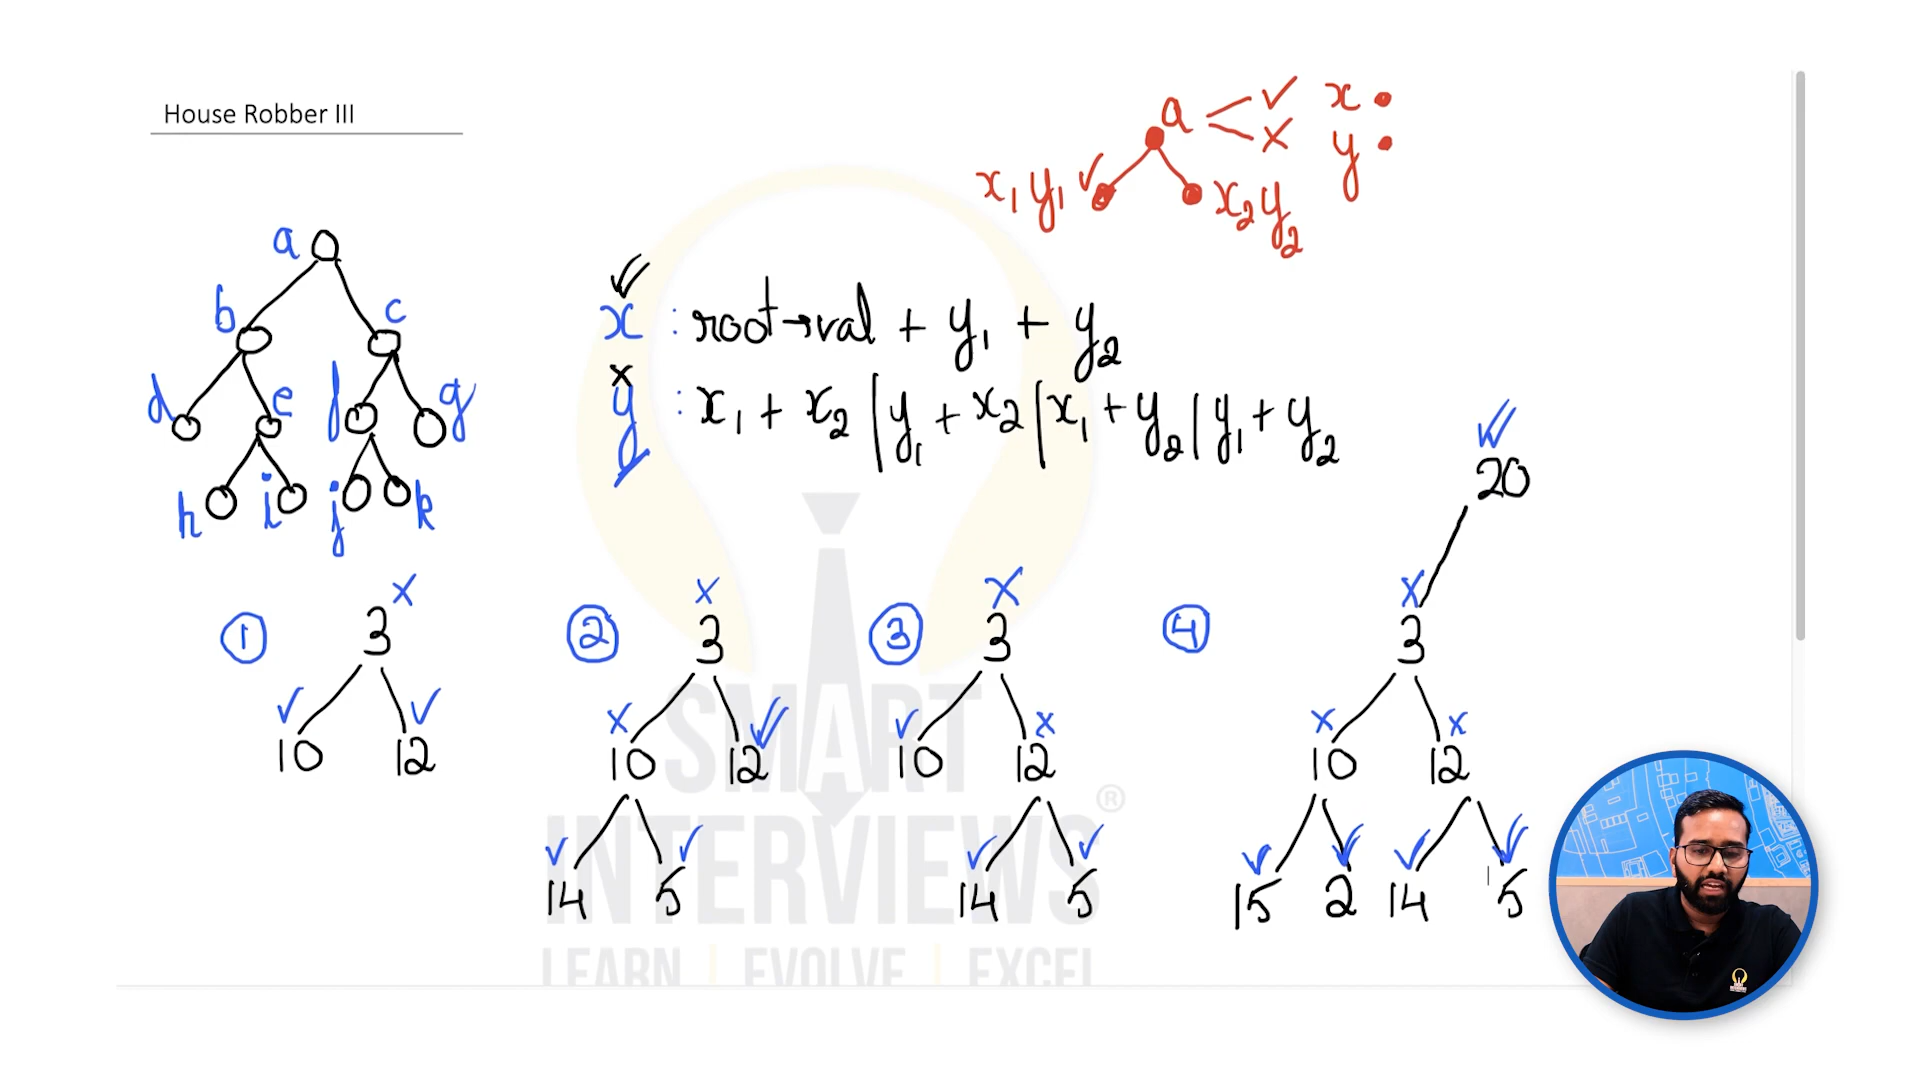 House Robber III
a ✓ x
x y
x₁ y₁ ✓ x₂ y₂
a
b c
d e f g
h i j k
✓
x : root→val + y₁ + y₂
x
y : x₁ + x₂ | y₁ + x₂ | x₁ + y₂ | y₁ + y₂
① x
3
✓ ✓
10 12
② x
3
x ✓
10 12
✓ ✓
14 5
③ x
3
✓ x
10 12
✓ ✓
14 5
④ ✓
20
x
3
x x
10 12
✓ ✓ ✓ ✓
15 2 14 15
SMART
INTERVIEWS ®
LEARN | EVOLVE | EXCEL